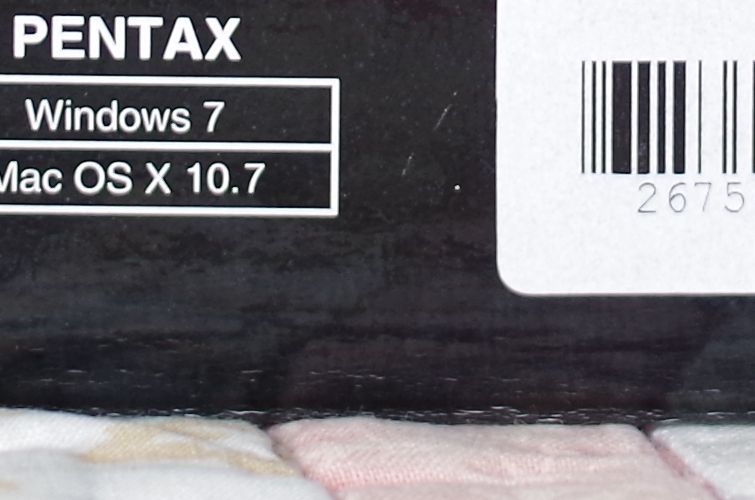 PENTAX
Windows 7
Mac OS X 10.7
2675